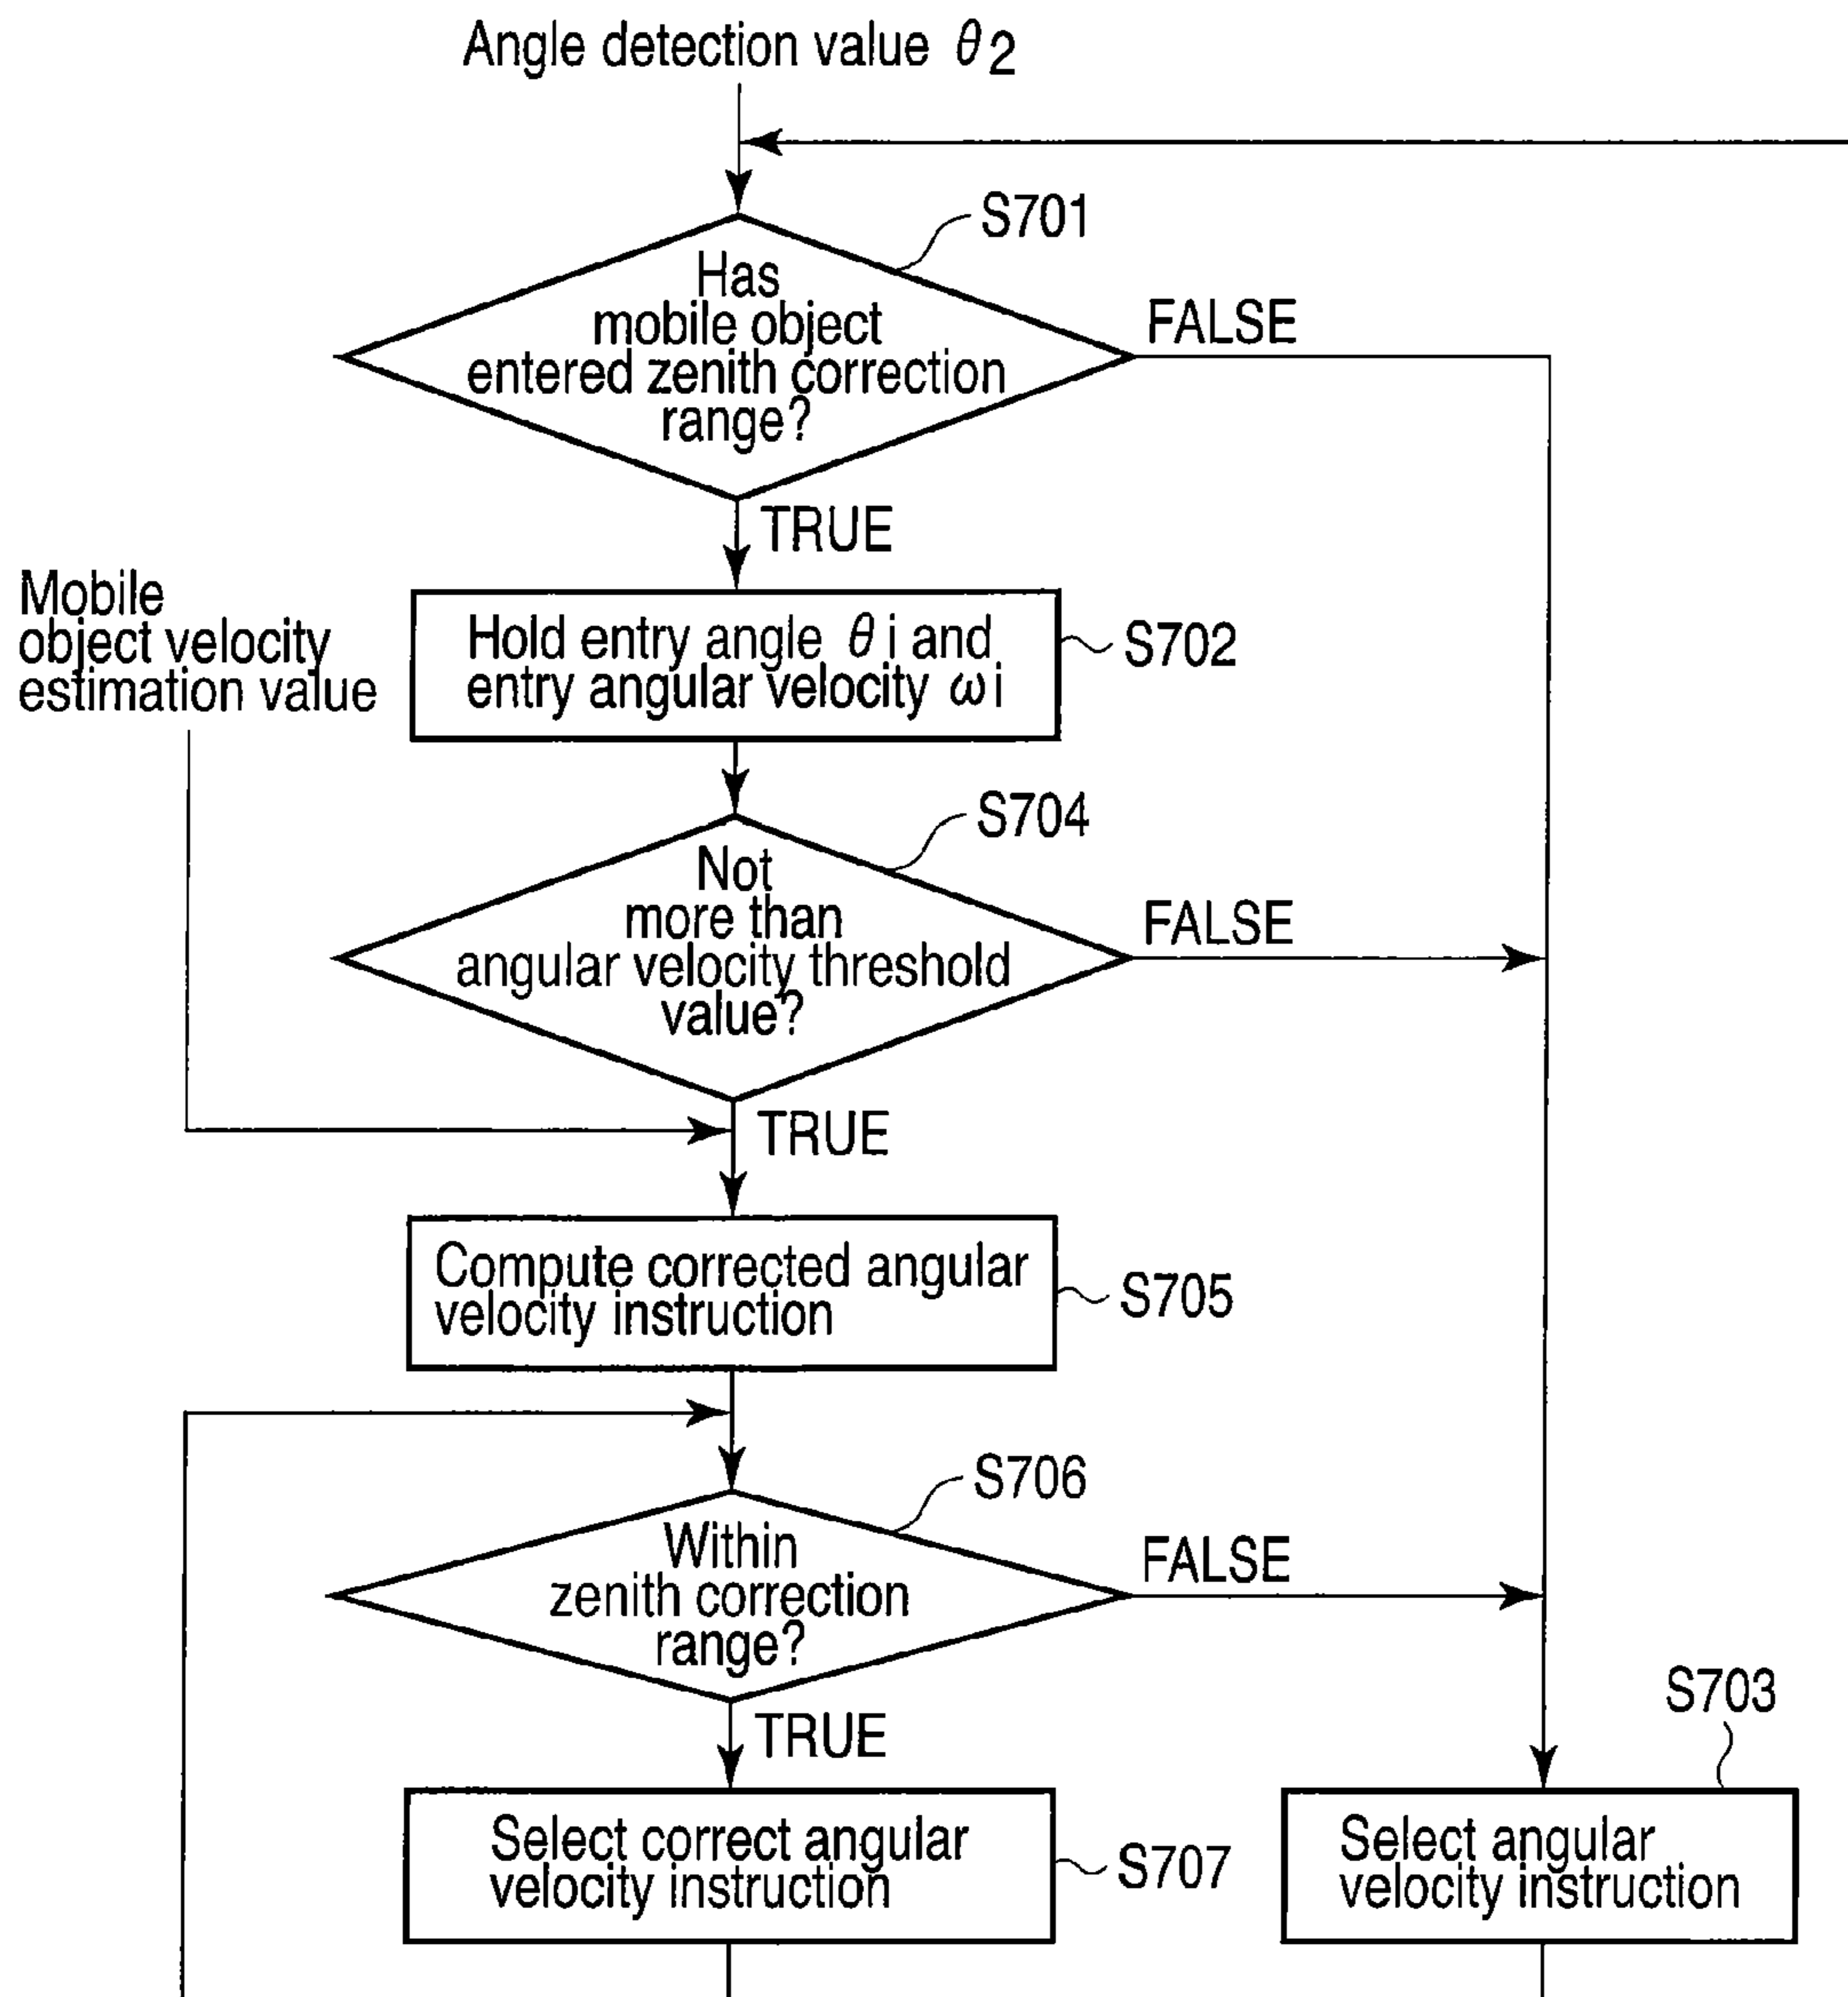 Angle detection value θ2
S701
Has
mobile object
entered zenith correction
range?
FALSE
TRUE
Mobile
object velocity
estimation value
Hold entry angle θi and
entry angular velocity ωi
S702
S704
Not
more than
angular velocity threshold
value?
FALSE
TRUE
Compute corrected angular
velocity instruction
S705
S706
Within
zenith correction
range?
FALSE
TRUE
S703
Select correct angular
velocity instruction
S707
Select angular
velocity instruction